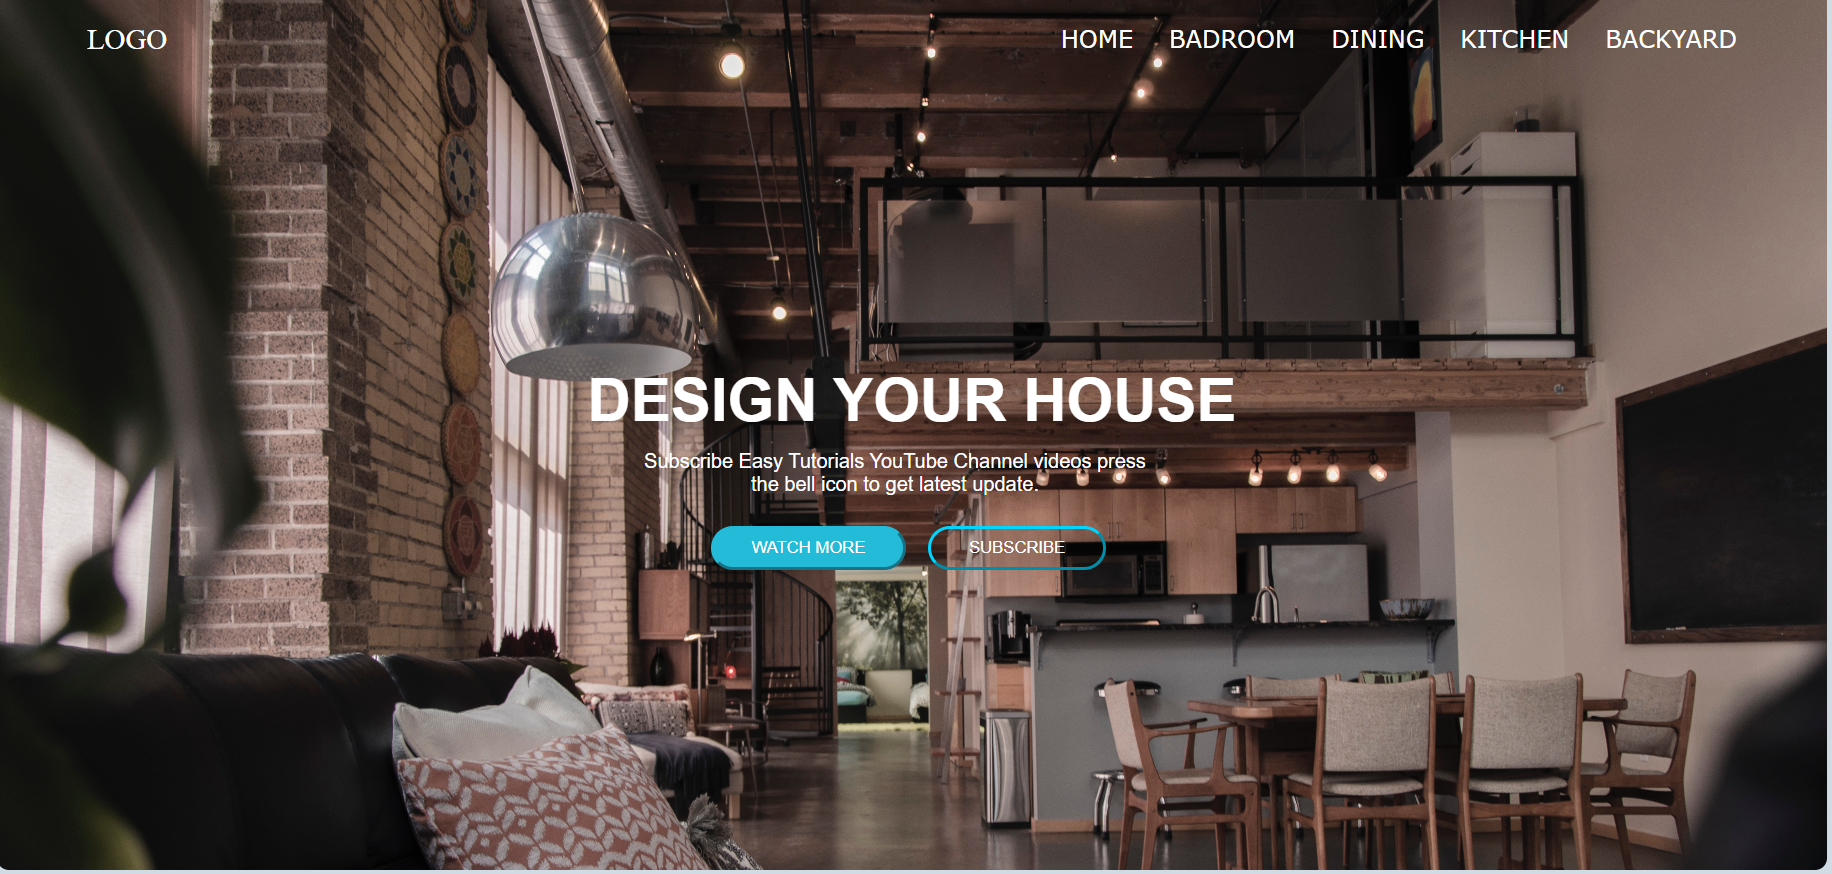 LOGO
HOME BADROOM DINING KITCHEN BACKYARD
DESIGN YOUR HOUSE
Subscribe Easy Tutorials YouTube Channel videos press
the bell icon to get latest update.
WATCH MORE
SUBSCRIBE